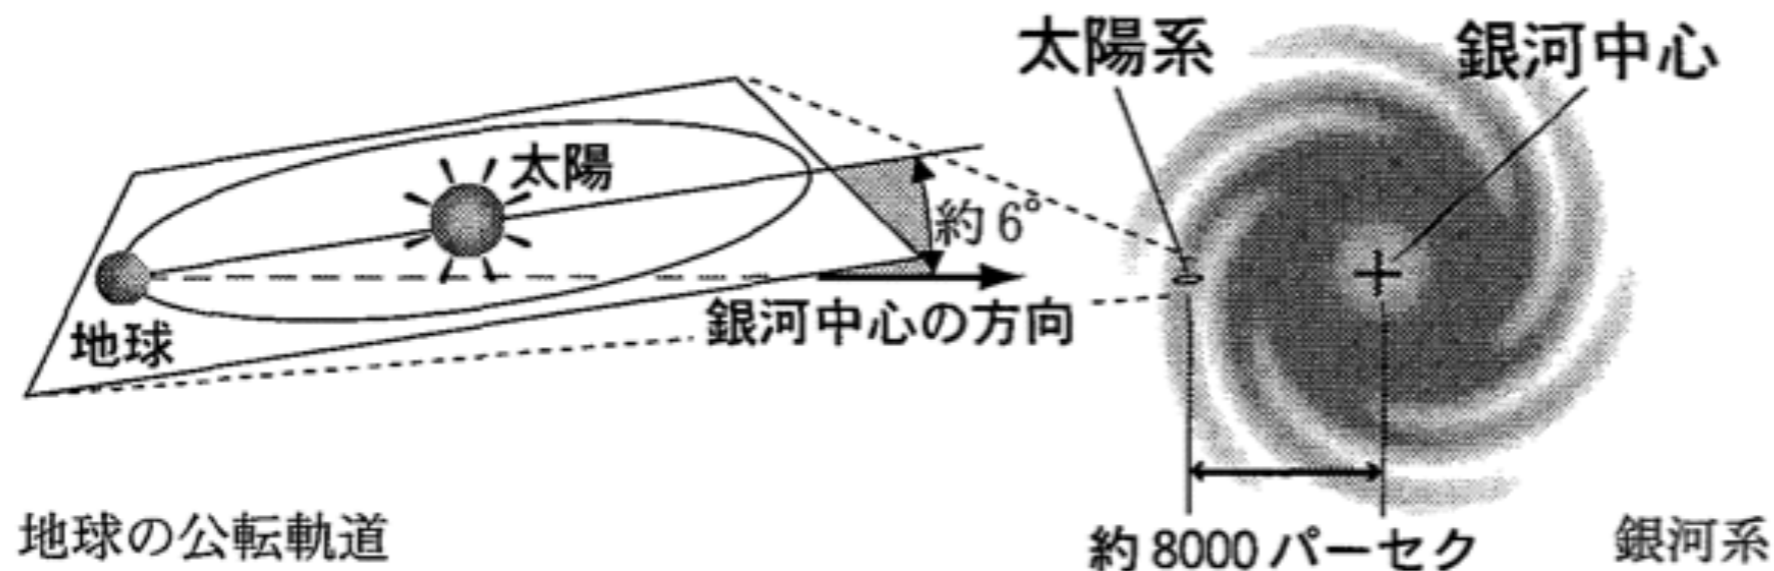 太陽系
銀河中心
太陽
約6°
地球
銀河中心の方向
地球の公転軌道
約8000パーセク
銀河系